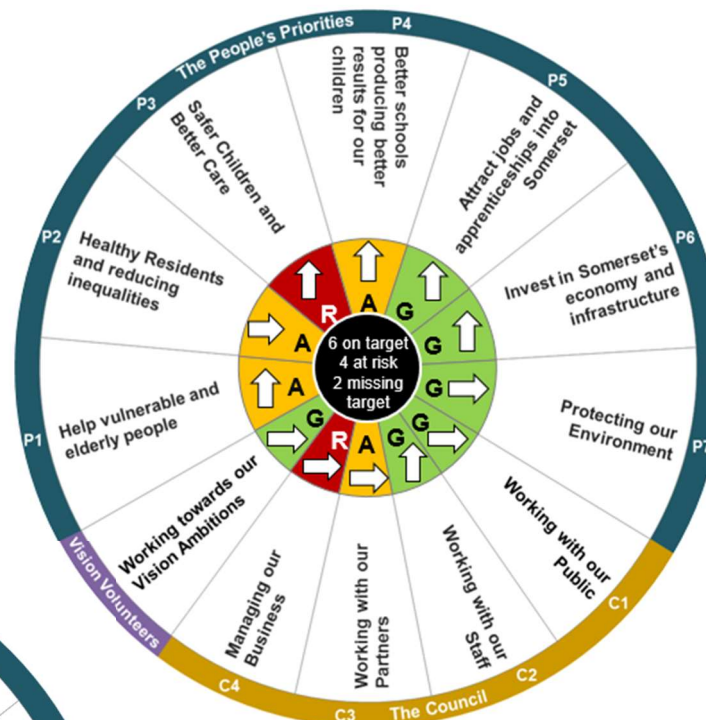 The People's Priorities
P1
Help vulnerable and
elderly people
A
P2
Healthy Residents
and reducing
inequalities
A
P3
Safer Children and
Better Care
R
P4
Better schools
producing better
results for our
children
A
P5
Attract jobs and
apprenticeships into
Somerset
G
P6
Invest in Somerset's
economy and
infrastructure
G
P7
Protecting our
Environment
G
The Council
C1
Working with our
Public
G
C2
Working with our
Staff
G
C3
Working with our
Partners
A
C4
Managing our
Business
R
Vision Volunteers
Working towards our
Vision Ambitions
G
6 on target
4 at risk
2 missing
target